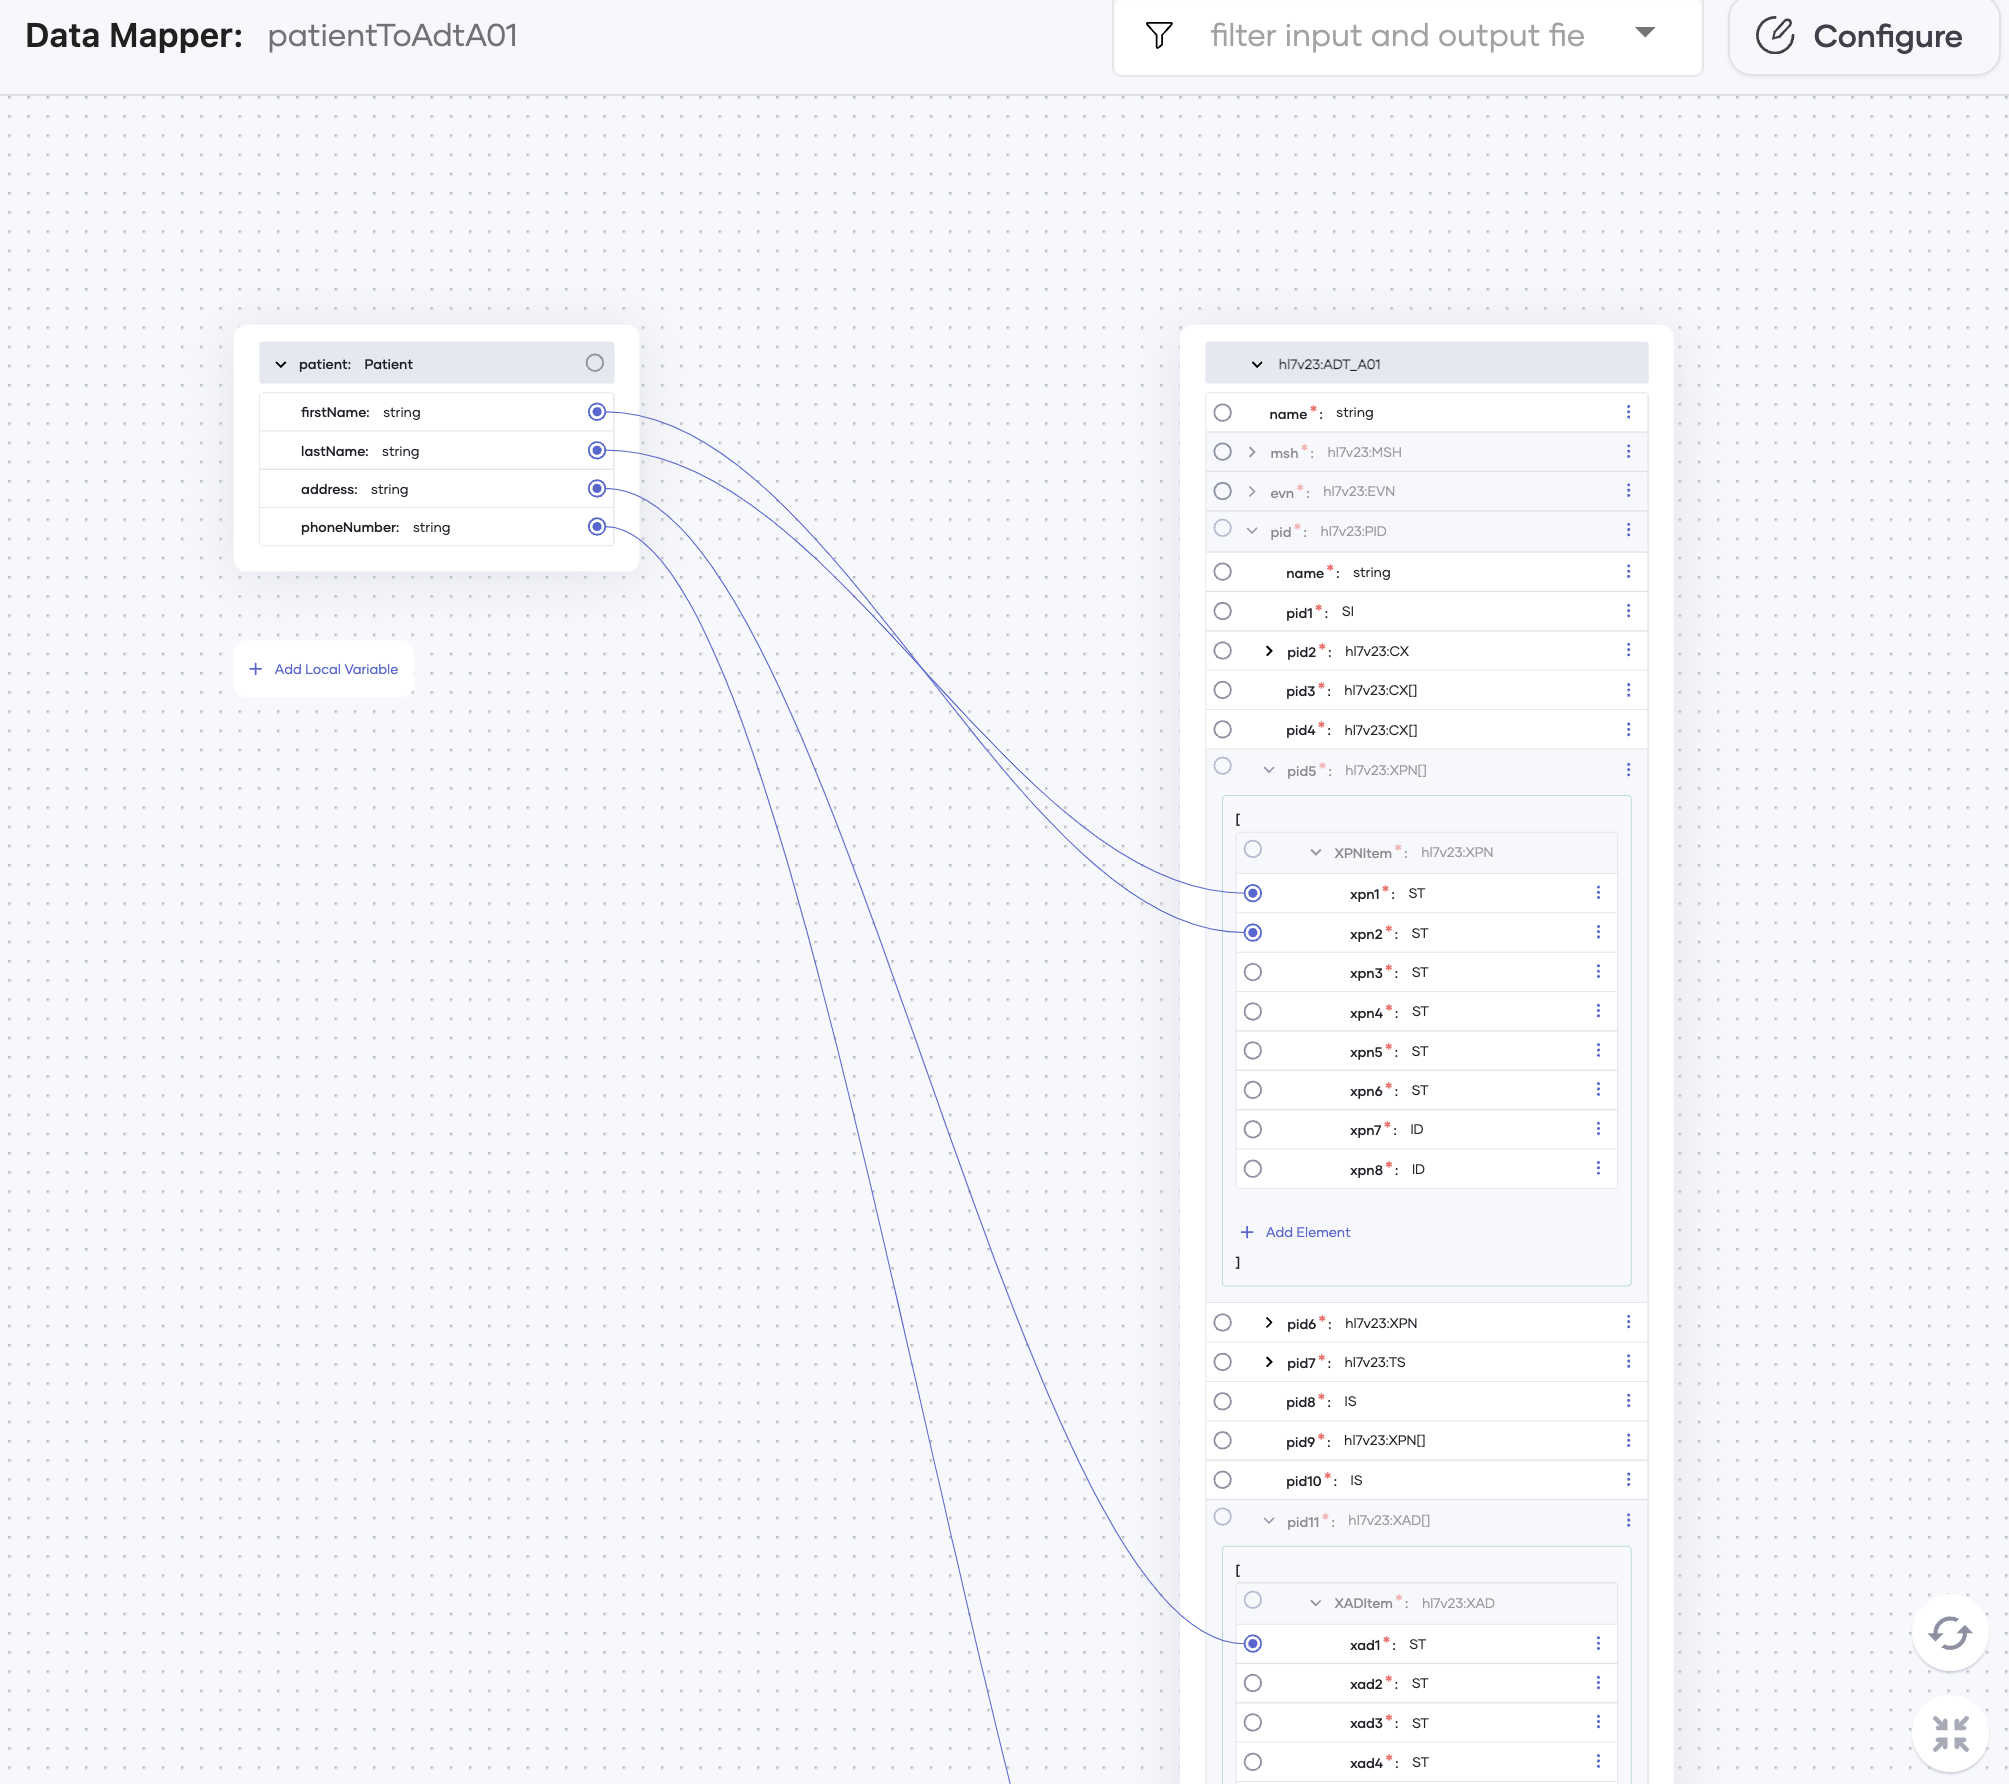 Data Mapper: patientToAdtA01
filter input and output fie
Configure
patient: Patient
firstName: string
lastName: string
address: string
phoneNumber: string
+ Add Local Variable
hl7v23:ADT_A01
name*: string
msh*: hl7v23:MSH
evn*: hl7v23:EVN
pid*: hl7v23:PID
name*: string
pid1*: SI
pid2*: hl7v23:CX
pid3*: hl7v23:CX[]
pid4*: hl7v23:CX[]
pid5*: hl7v23:XPN[]
[
XPNItem*: hl7v23:XPN
xpn1*: ST
xpn2*: ST
xpn3*: ST
xpn4*: ST
xpn5*: ST
xpn6*: ST
xpn7*: ID
xpn8*: ID
+ Add Element
]
pid6*: hl7v23:XPN
pid7*: hl7v23:TS
pid8*: IS
pid9*: hl7v23:XPN[]
pid10*: IS
pid11*: hl7v23:XAD[]
[
XADItem*: hl7v23:XAD
xad1*: ST
xad2*: ST
xad3*: ST
xad4*: ST